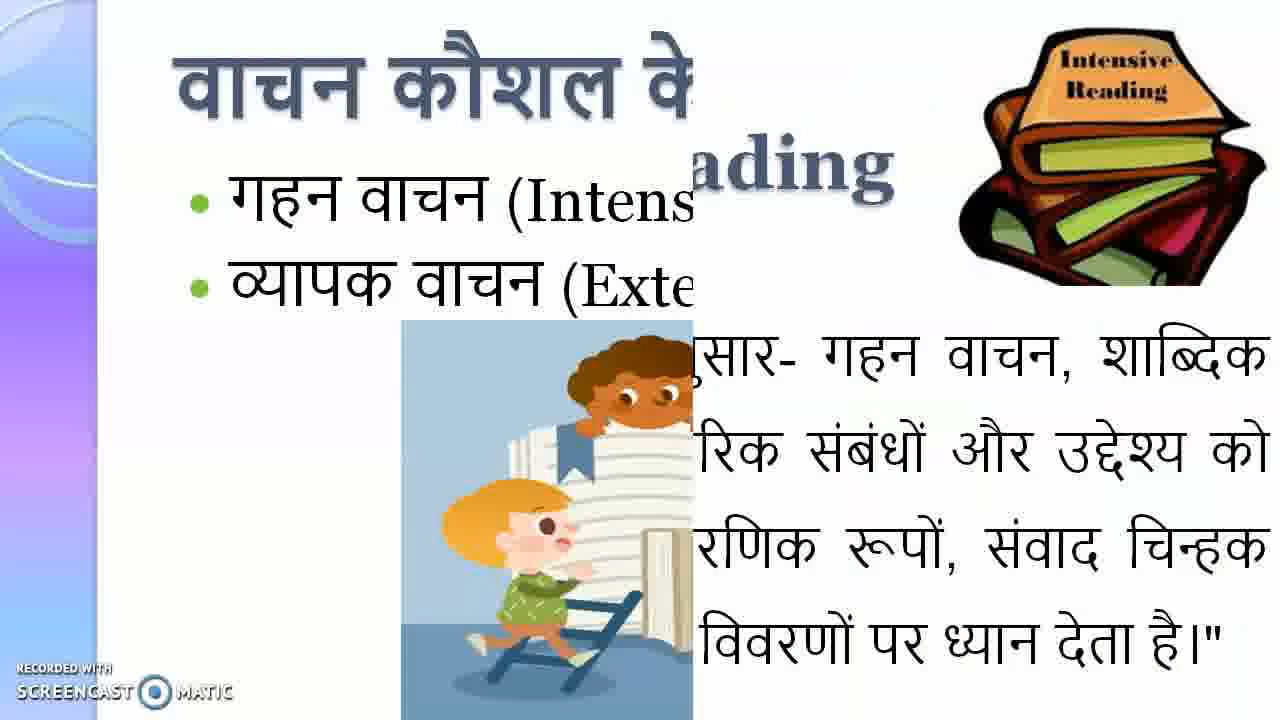 वाचन कौशल के
गहन वाचन (Intens
व्यापक वाचन (Exte
Intensive
Reading
ading
ुसार- गहन वाचन, शाब्दिक
रिक संबंधों और उद्देश्य को
रणिक रूपों, संवाद चिन्हक
विवरणों पर ध्यान देता है।"
RECORDED WITH
SCREENCAST MATIC